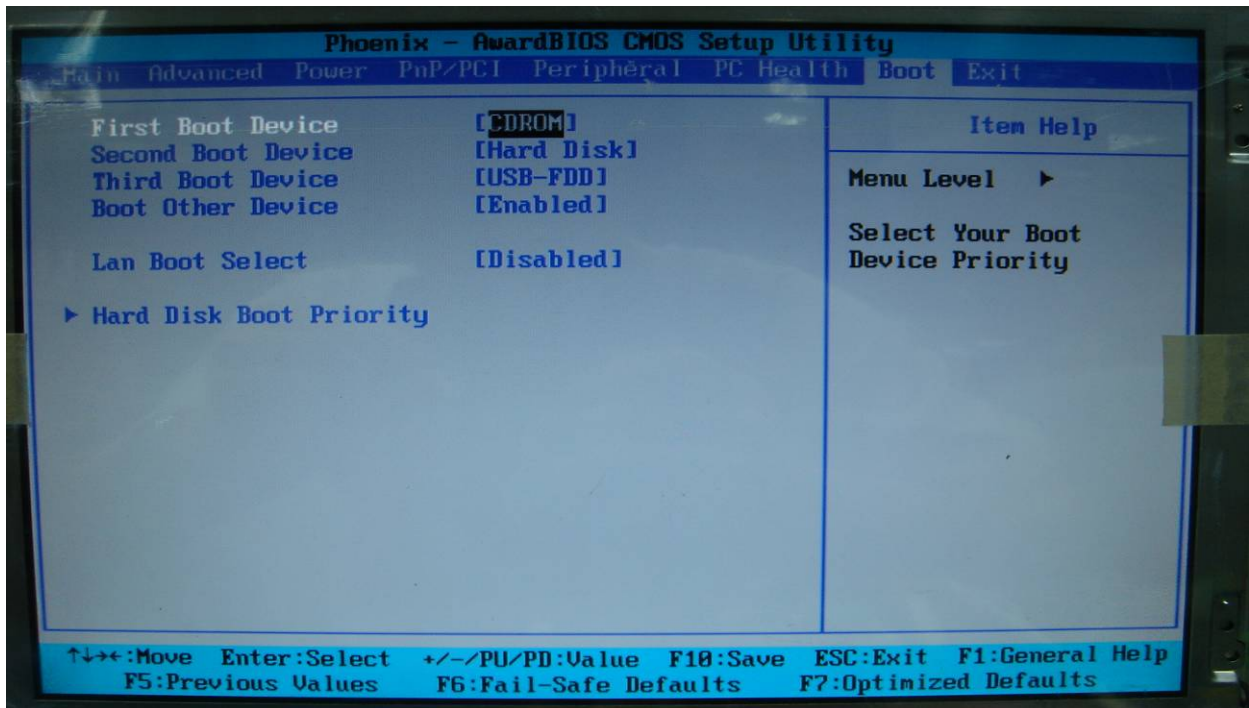 Phoenix - AwardBIOS CMOS Setup Utility
Main Advanced Power PnP/PCI Peripheral PC Health Boot Exit
First Boot Device [CDROM]
Second Boot Device [Hard Disk]
Third Boot Device [USB-FDD]
Boot Other Device [Enabled]
Lan Boot Select [Disabled]
▶ Hard Disk Boot Priority
Item Help
Menu Level ▶
Select Your Boot
Device Priority
↑↓→←:Move Enter:Select +/-/PU/PD:Value F10:Save ESC:Exit F1:General Help
F5:Previous Values F6:Fail-Safe Defaults F7:Optimized Defaults